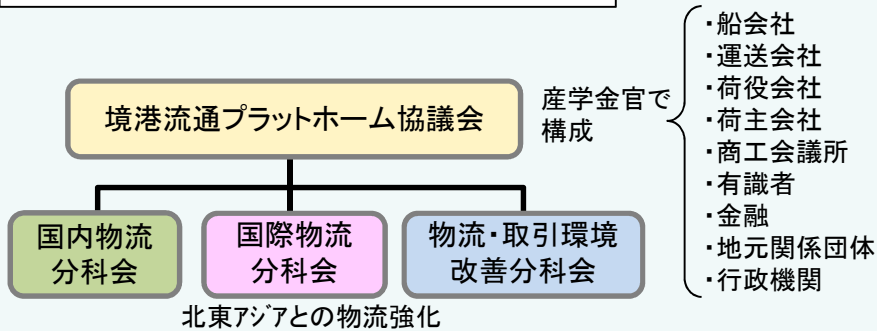 境港流通プラットホーム協議会
産学金官で
構成
・船会社
・運送会社
・荷役会社
・荷主会社
・商工会議所
・有識者
・金融
・地元関係団体
・行政機関
国内物流
分科会
国際物流
分科会
物流・取引環境
改善分科会
北東アジアとの物流強化